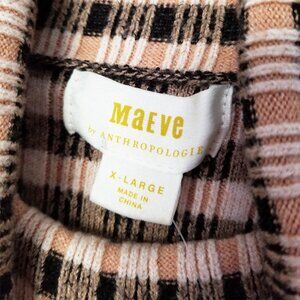 MaEve
by ANTHROPOLOGIE
X-LARGE
MADE IN
CHINA